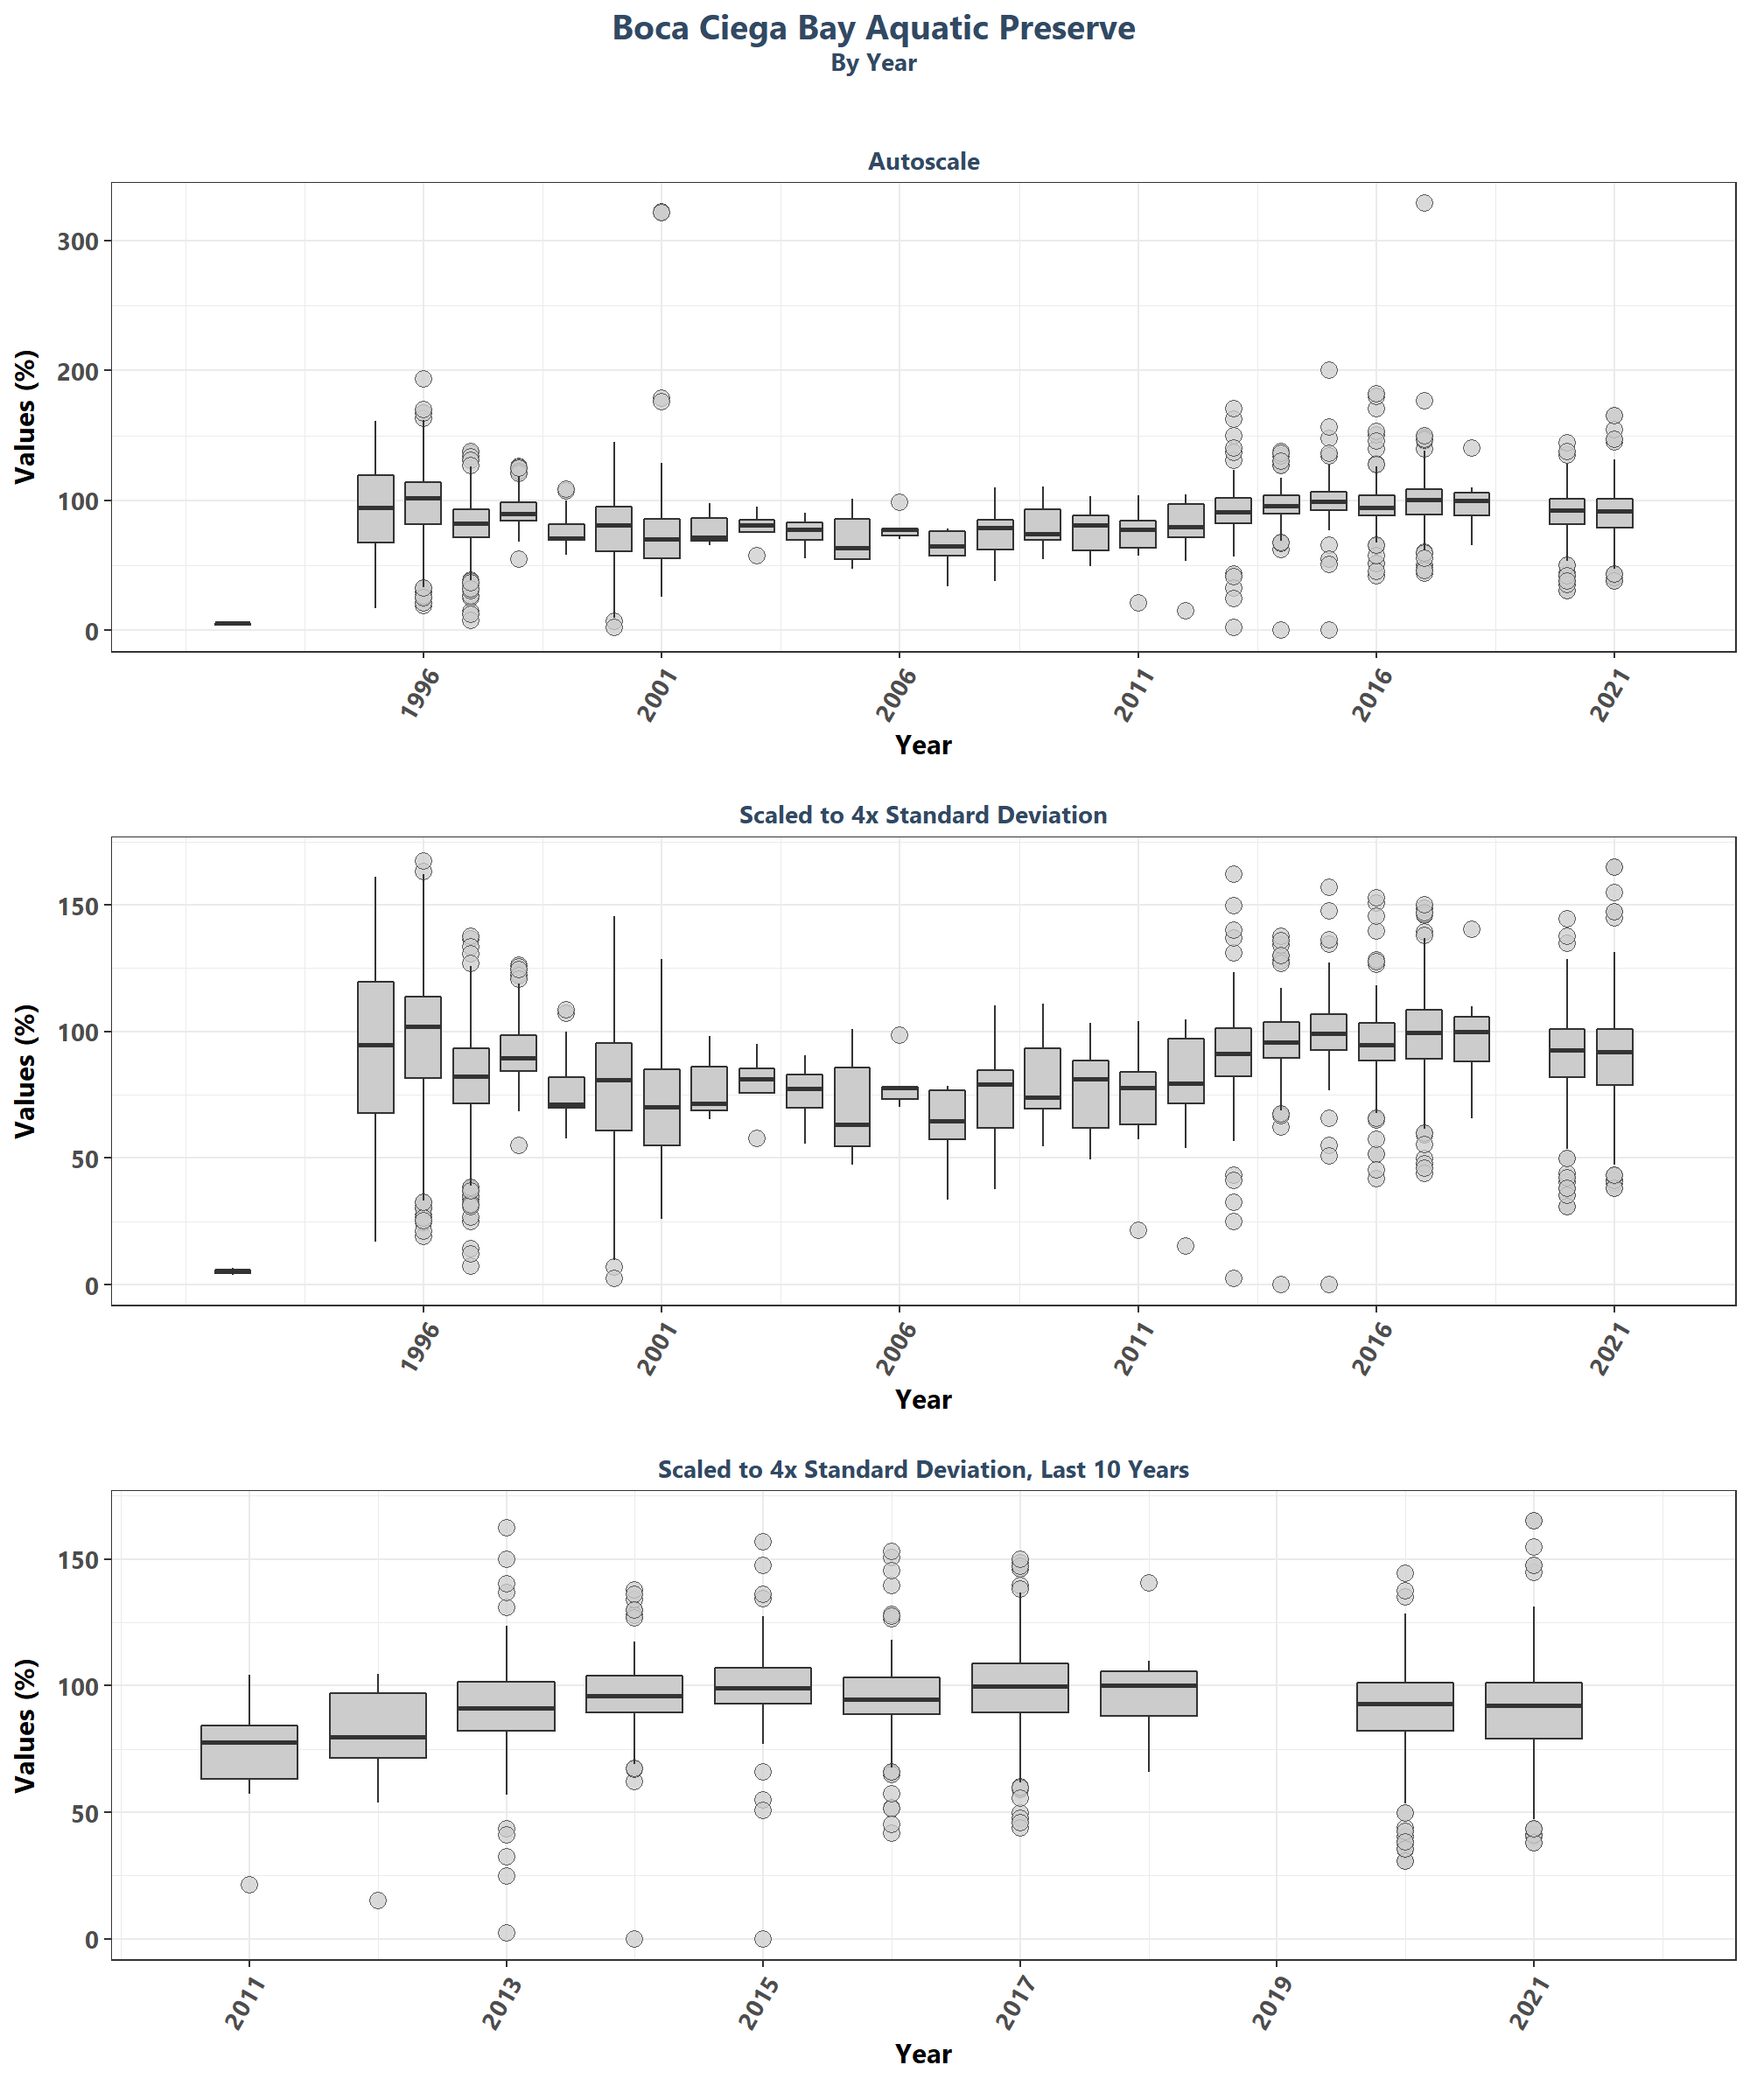 Boca Ciega Bay Aquatic Preserve
By Year
Autoscale
Values (%)
300
200
100
0
1996
2001
2006
2011
2016
2021
Year
Scaled to 4x Standard Deviation
Values (%)
150
100
50
0
1996
2001
2006
2011
2016
2021
Year
Scaled to 4x Standard Deviation, Last 10 Years
Values (%)
150
100
50
0
2011
2013
2015
2017
2019
2021
Year